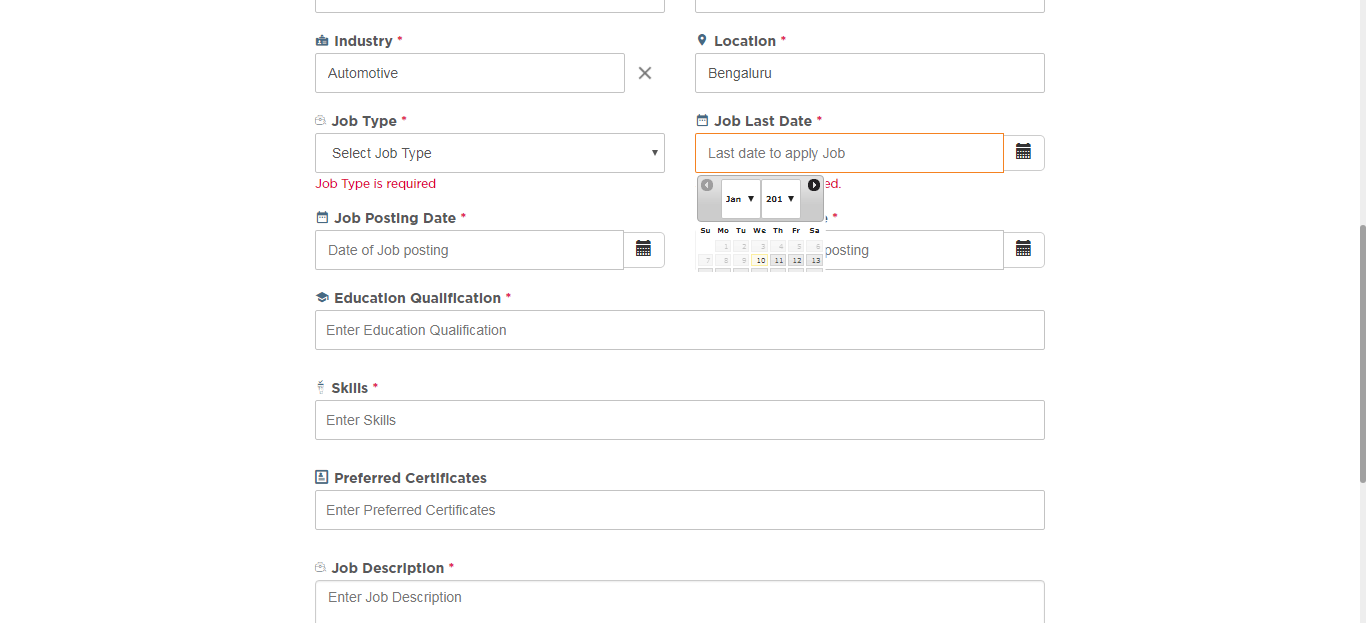 Industry *
Location *
Automotive
Bengaluru
Job Type *
Job Last Date *
Select Job Type
Last date to apply Job
Job Type is required
ed.
Jan
201
Job Posting Date *
*
Su Mo Tu We Th Fr Sa
1 2 3 4 5 6
Date of Job posting
posting
7 8 9 10 11 12 13
Education Qualification *
Enter Education Qualification
Skills *
Enter Skills
Preferred Certificates
Enter Preferred Certificates
Job Description *
Enter Job Description